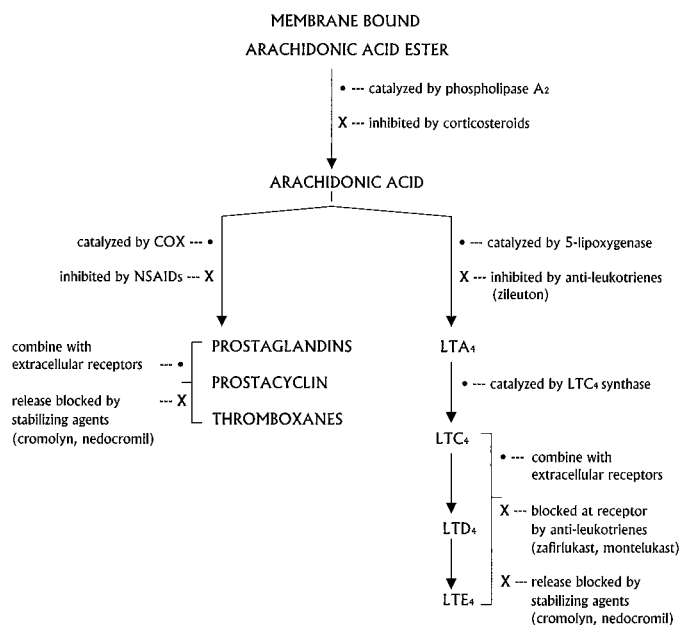 MEMBRANE BOUND
ARACHIDONIC ACID ESTER
• --- catalyzed by phospholipase A₂
X --- inhibited by corticosteroids
ARACHIDONIC ACID
catalyzed by COX --- •
inhibited by NSAIDs --- X
• --- catalyzed by 5-lipoxygenase
X --- inhibited by anti-leukotrienes
(zileuton)
combine with
extracellular receptors --- •
release blocked by --- X
stabilizing agents
(cromolyn, nedocromil)
PROSTAGLANDINS
PROSTACYCLIN
THROMBOXANES
LTA₄
• --- catalyzed by LTC₄ synthase
LTC₄
• --- combine with
extracellular receptors
X --- blocked at receptor
by anti-leukotrienes
(zafirlukast, montelukast)
LTD₄
X --- release blocked by
stabilizing agents
(cromolyn, nedocromil)
LTE₄